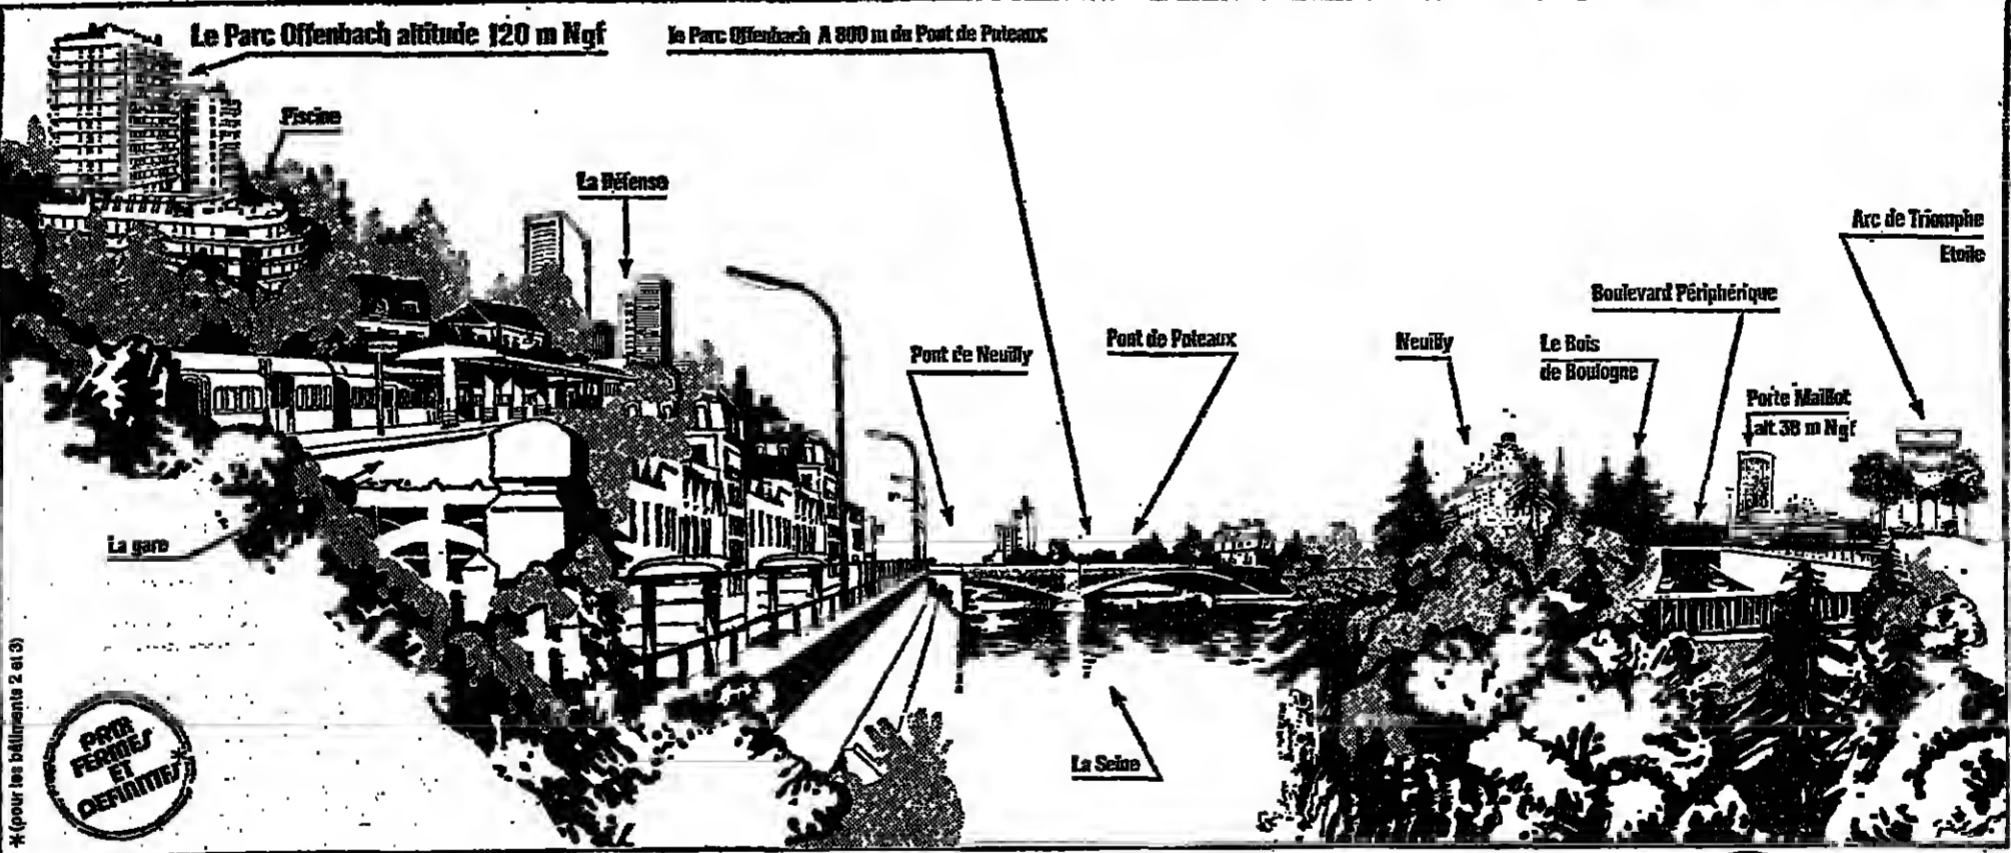 Le Parc Offenbach altitude 120 m Ngf
le Parc Offenbach A 800 m du Pont de Puteaux
Piscine
La Défense
Arc de Triomphe
Etoile
Boulevard Périphérique
Pont de Neuilly
Pont de Puteaux
Neuilly
Le Bois
de Boulogne
Porte Maillot
alt. 38 m Ngf
La gare
La Seine
PRIX
FERMES
ET
DEFINITIFS*
*(pour les bâtiments 2 et 3)